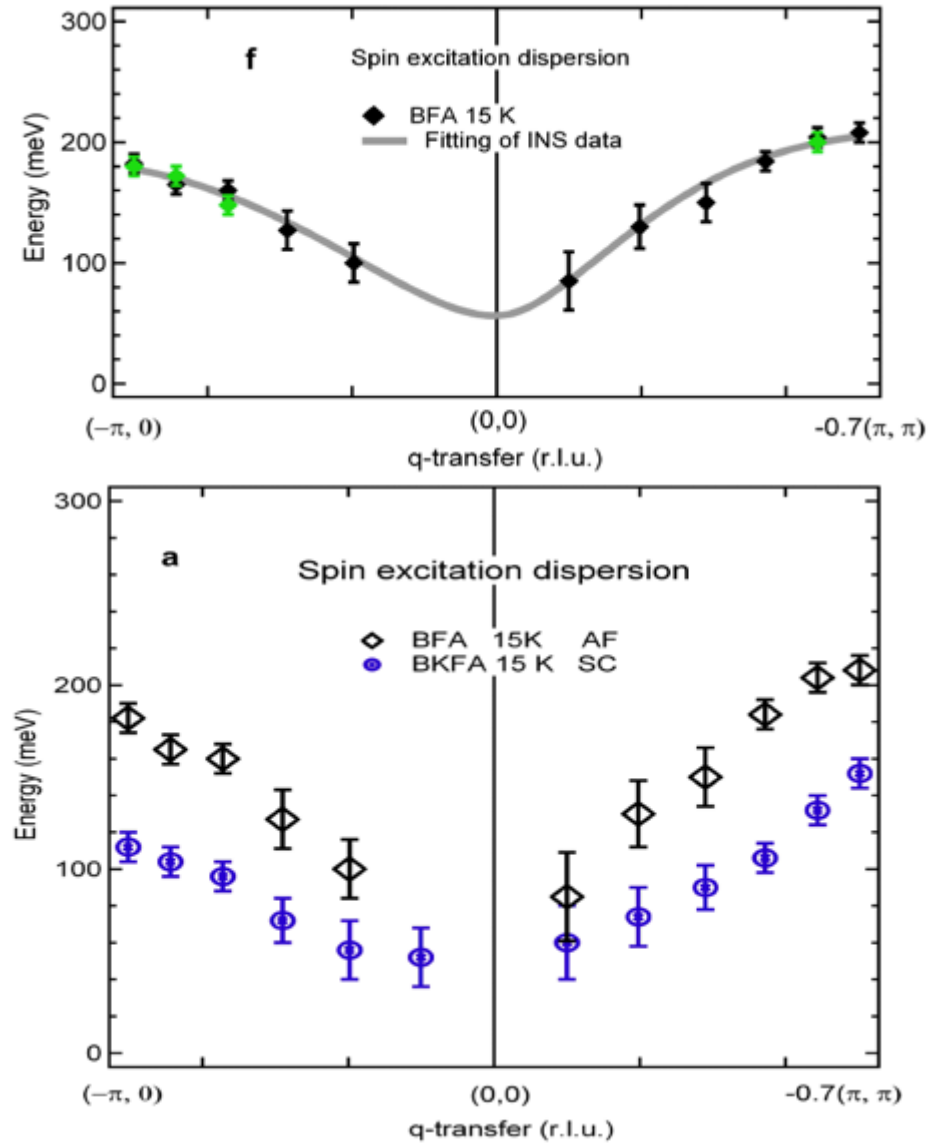 300
f
Spin excitation dispersion
BFA 15 K
Fitting of INS data
200
Energy (meV)
100
0
(−π, 0)
(0,0)
-0.7(π, π)
q-transfer (r.l.u.)
300
a
Spin excitation dispersion
BFA 15K AF
BKFA 15 K SC
200
Energy (meV)
100
0
(−π, 0)
(0,0)
-0.7(π, π)
q-transfer (r.l.u.)